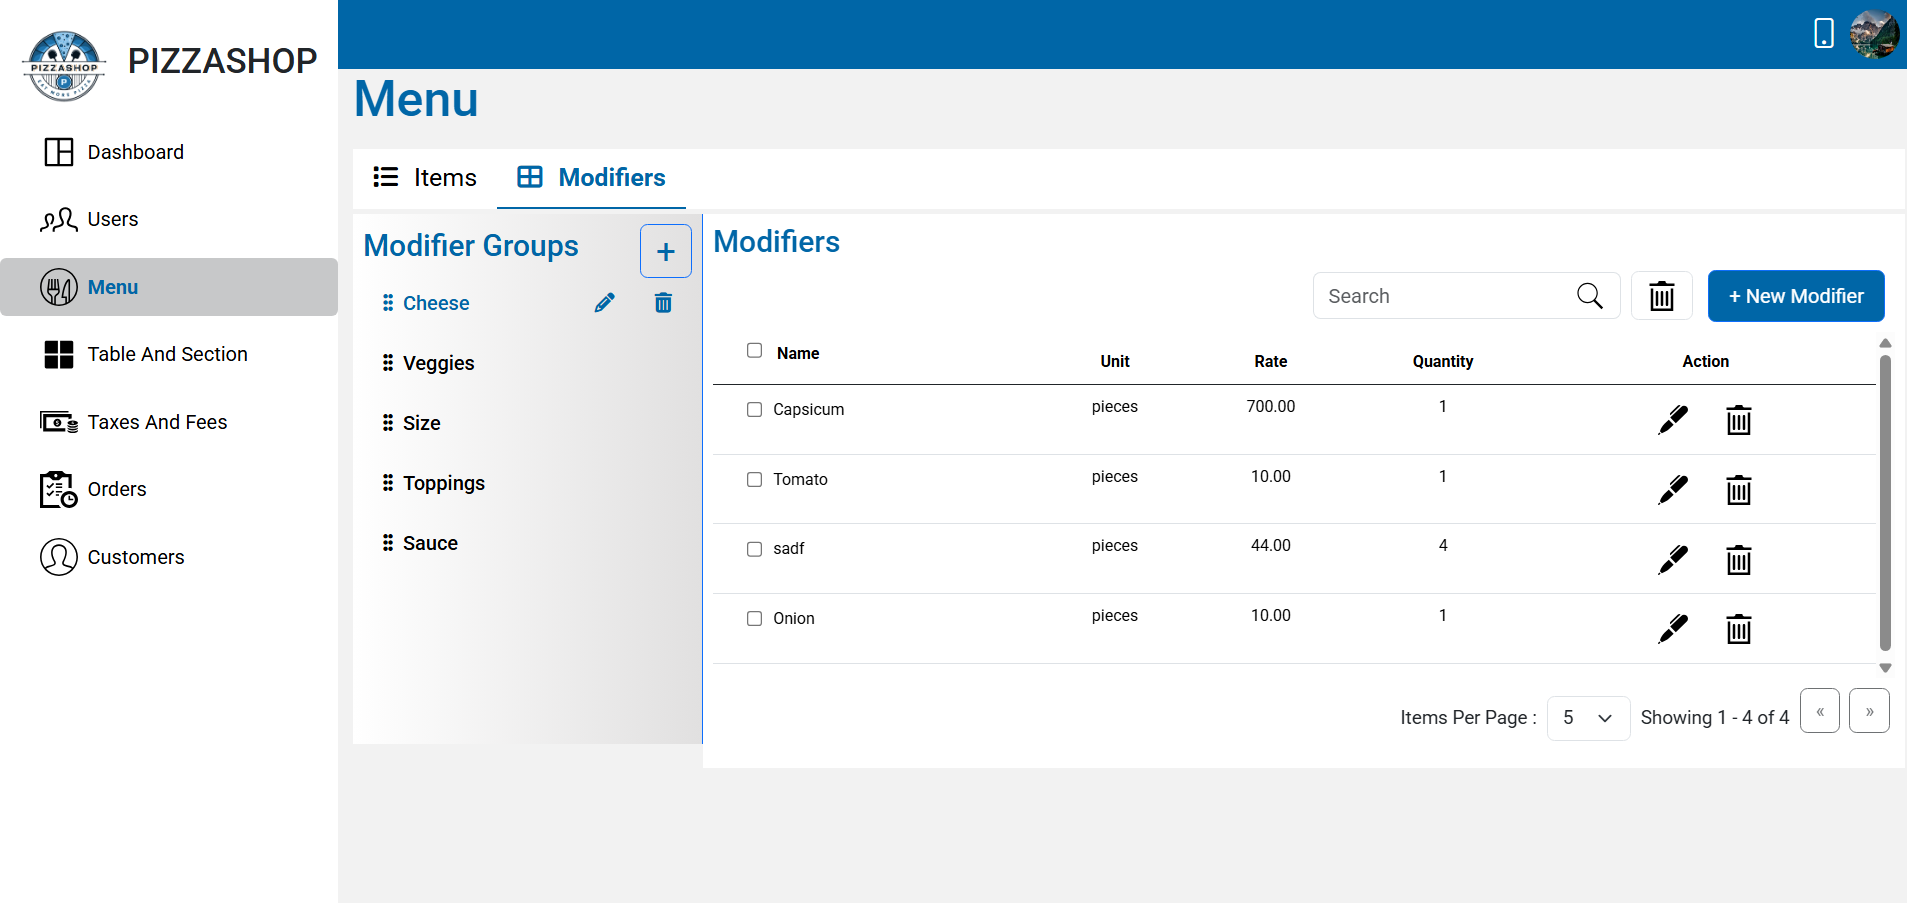 PIZZASHOP
EAT MORE PIZZA
P
PIZZASHOP
Dashboard
Users
Menu
Table And Section
Taxes And Fees
Orders
Customers
Menu
Items
Modifiers
Modifier Groups
+
Cheese
Veggies
Size
Toppings
Sauce
Modifiers
Search
+ New Modifier
Name Unit Rate Quantity Action
Capsicum pieces 700.00 1
Tomato pieces 10.00 1
sadf pieces 44.00 4
Onion pieces 10.00 1
Items Per Page : 5 Showing 1 - 4 of 4 « »